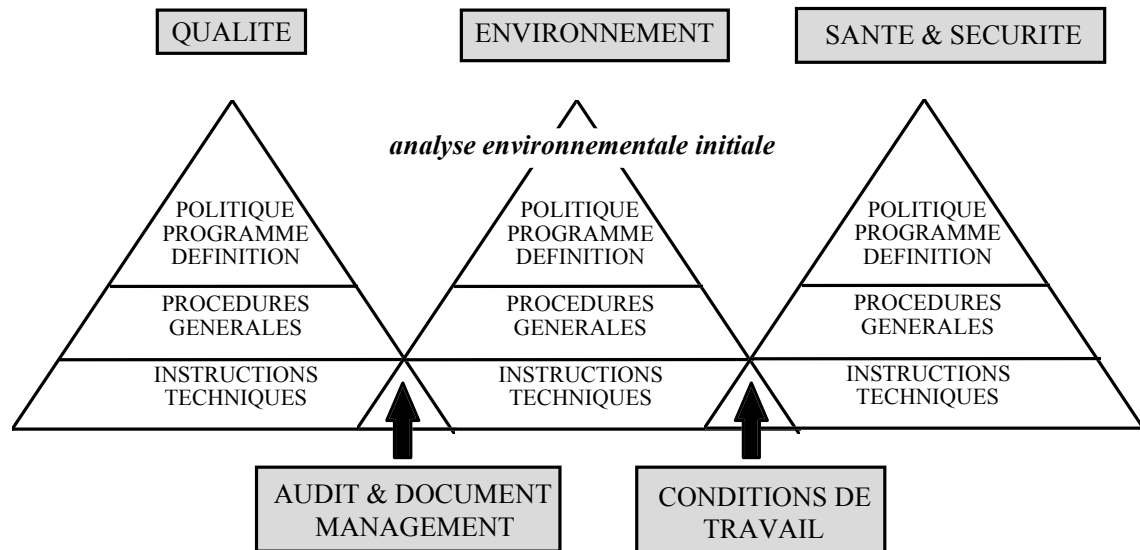 QUALITE
ENVIRONNEMENT
SANTE & SECURITE
analyse environnementale initiale
POLITIQUE
PROGRAMME
DEFINITION
PROCEDURES
GENERALES
INSTRUCTIONS
TECHNIQUES
POLITIQUE
PROGRAMME
DEFINITION
PROCEDURES
GENERALES
INSTRUCTIONS
TECHNIQUES
POLITIQUE
PROGRAMME
DEFINITION
PROCEDURES
GENERALES
INSTRUCTIONS
TECHNIQUES
AUDIT & DOCUMENT
MANAGEMENT
CONDITIONS DE
TRAVAIL